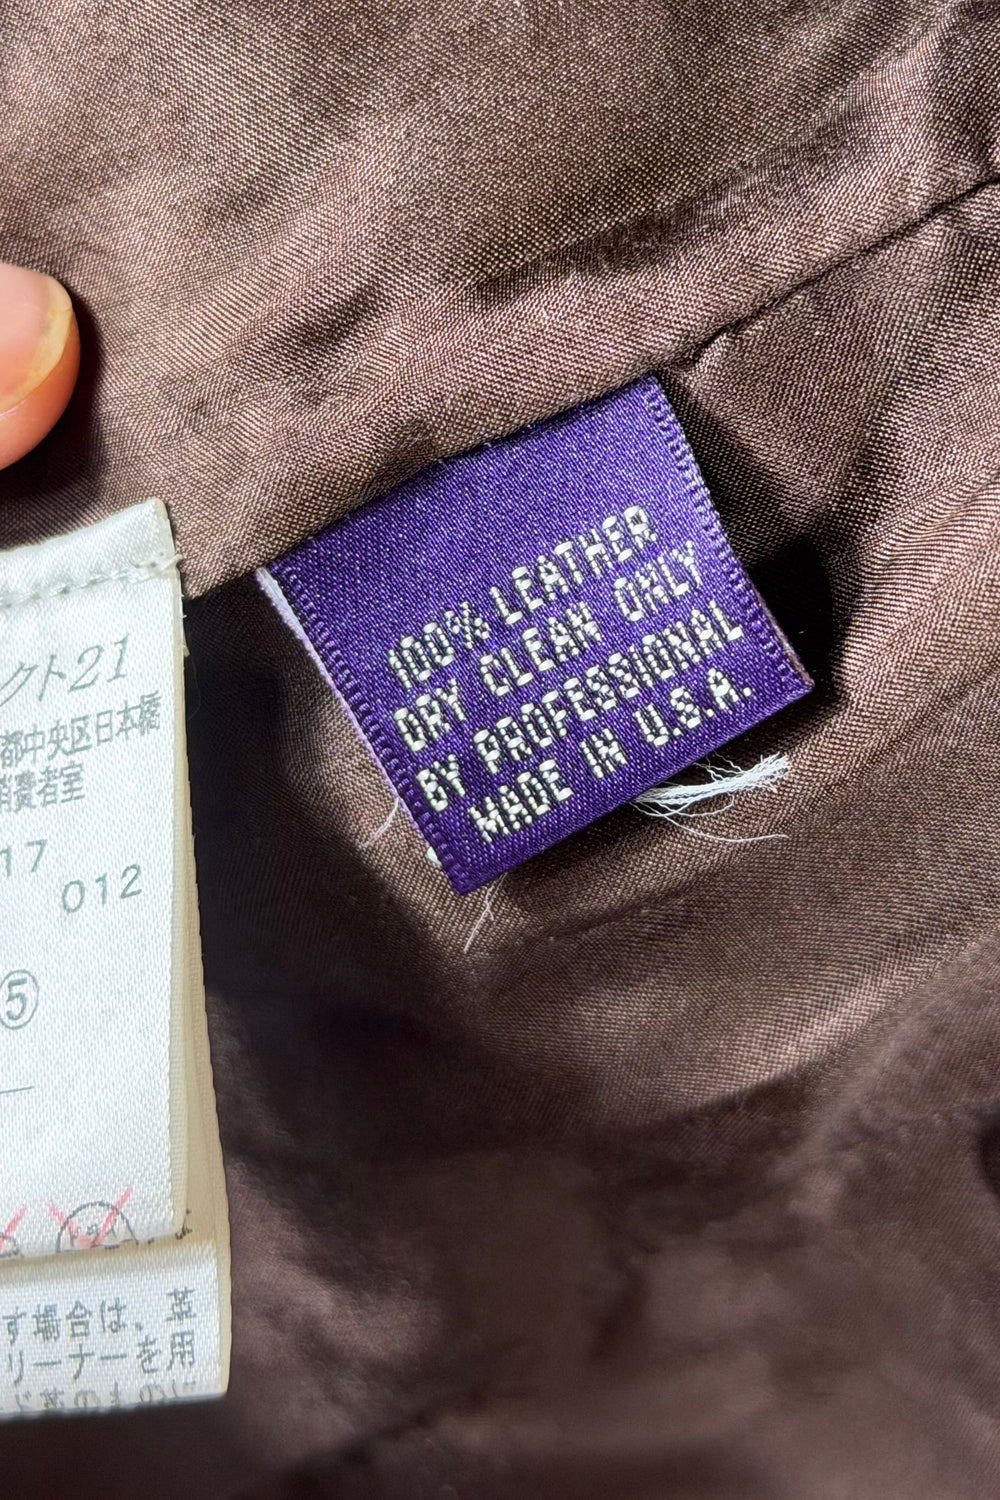 100% LEATHER
DRY CLEAN ONLY
BY PROFESSIONAL
MADE IN U.S.A.
クト21
都中央区日本橋
消費者室
17
012
⑤
す場合は、革
リーナーを用